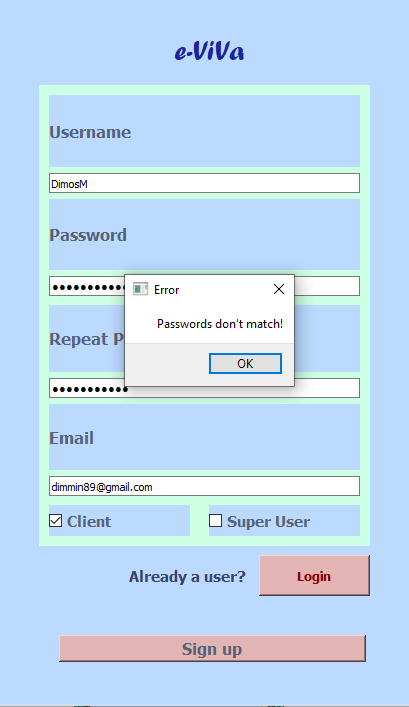 e-ViVa
Username
DimosM
Password
●●●●●●●●●●●
Error
Passwords don't match!
Repeat P
OK
●●●●●●●●●●●
Email
dimmin89@gmail.com
Client
Super User
Already a user?
Login
Sign up